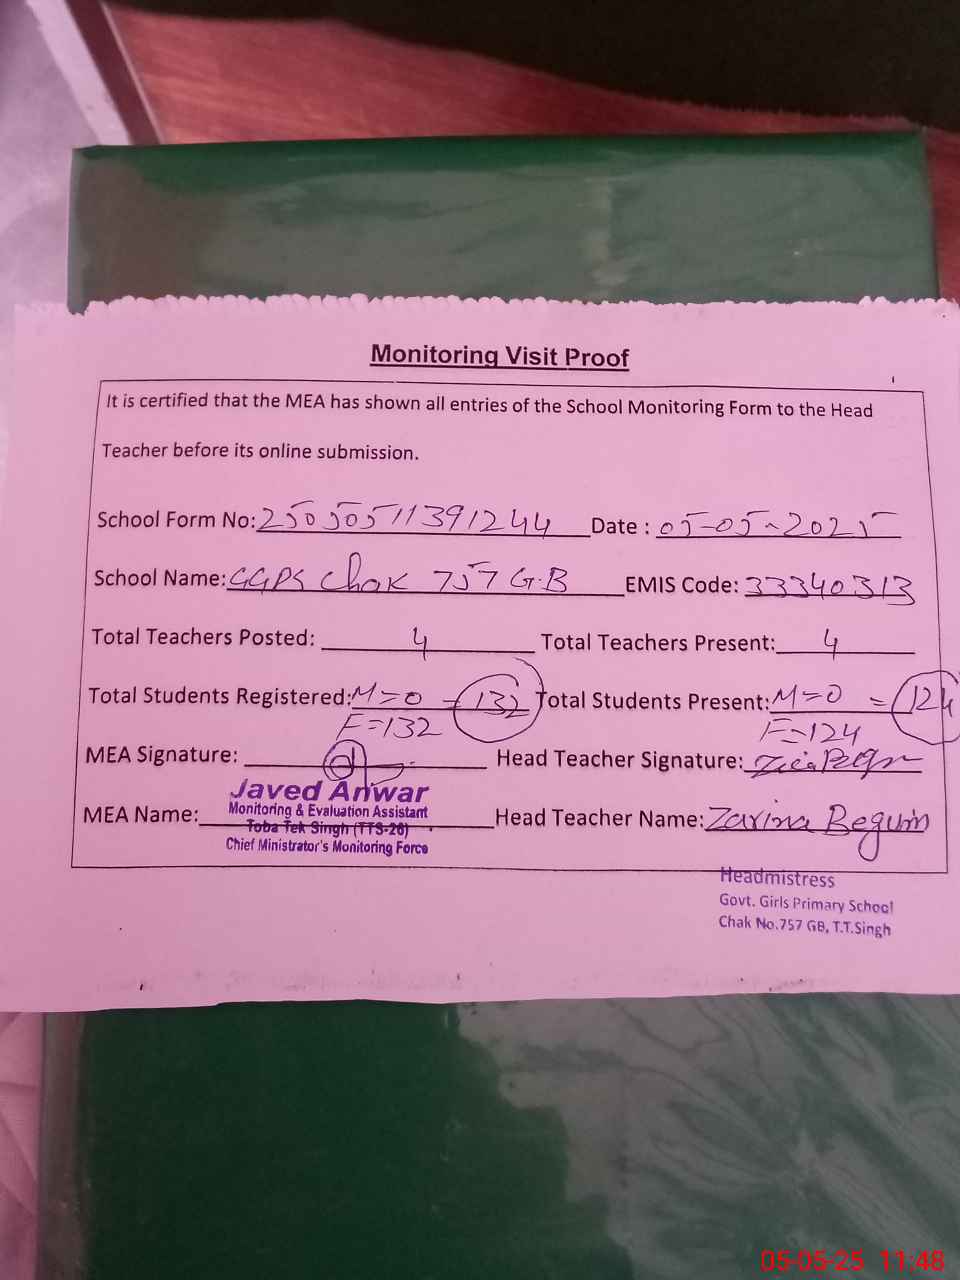 Monitoring Visit Proof
It is certified that the MEA has shown all entries of the School Monitoring Form to the Head
Teacher before its online submission.
School Form No: 250505111391244 Date : 05-05-2025
School Name: GGPS Chak 757 G.B EMIS Code: 33340313
Total Teachers Posted: 4 Total Teachers Present: 4
Total Students Registered: M=0 = 132 Total Students Present: M=0 = 124
F=132 F=124
MEA Signature: Head Teacher Signature:
Javed Anwar
Monitoring & Evaluation Assistant
MEA Name: Head Teacher Name: Zarina Begum
Toba Tek Singh (TTS-26)
Chief Ministrator's Monitoring Force
Headmistress
Govt. Girls Primary School
Chak No.757 GB, T.T.Singh
05-05-25 11:48